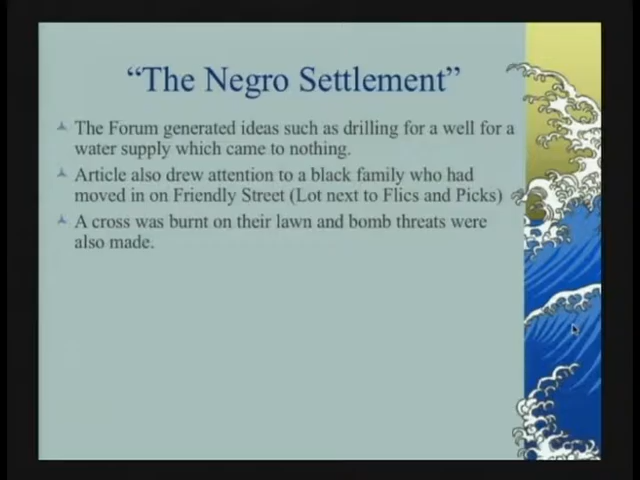 “The Negro Settlement”
The Forum generated ideas such as drilling for a well for a
water supply which came to nothing.
Article also drew attention to a black family who had
moved in on Friendly Street (Lot next to Flics and Picks)
A cross was burnt on their lawn and bomb threats were
also made.